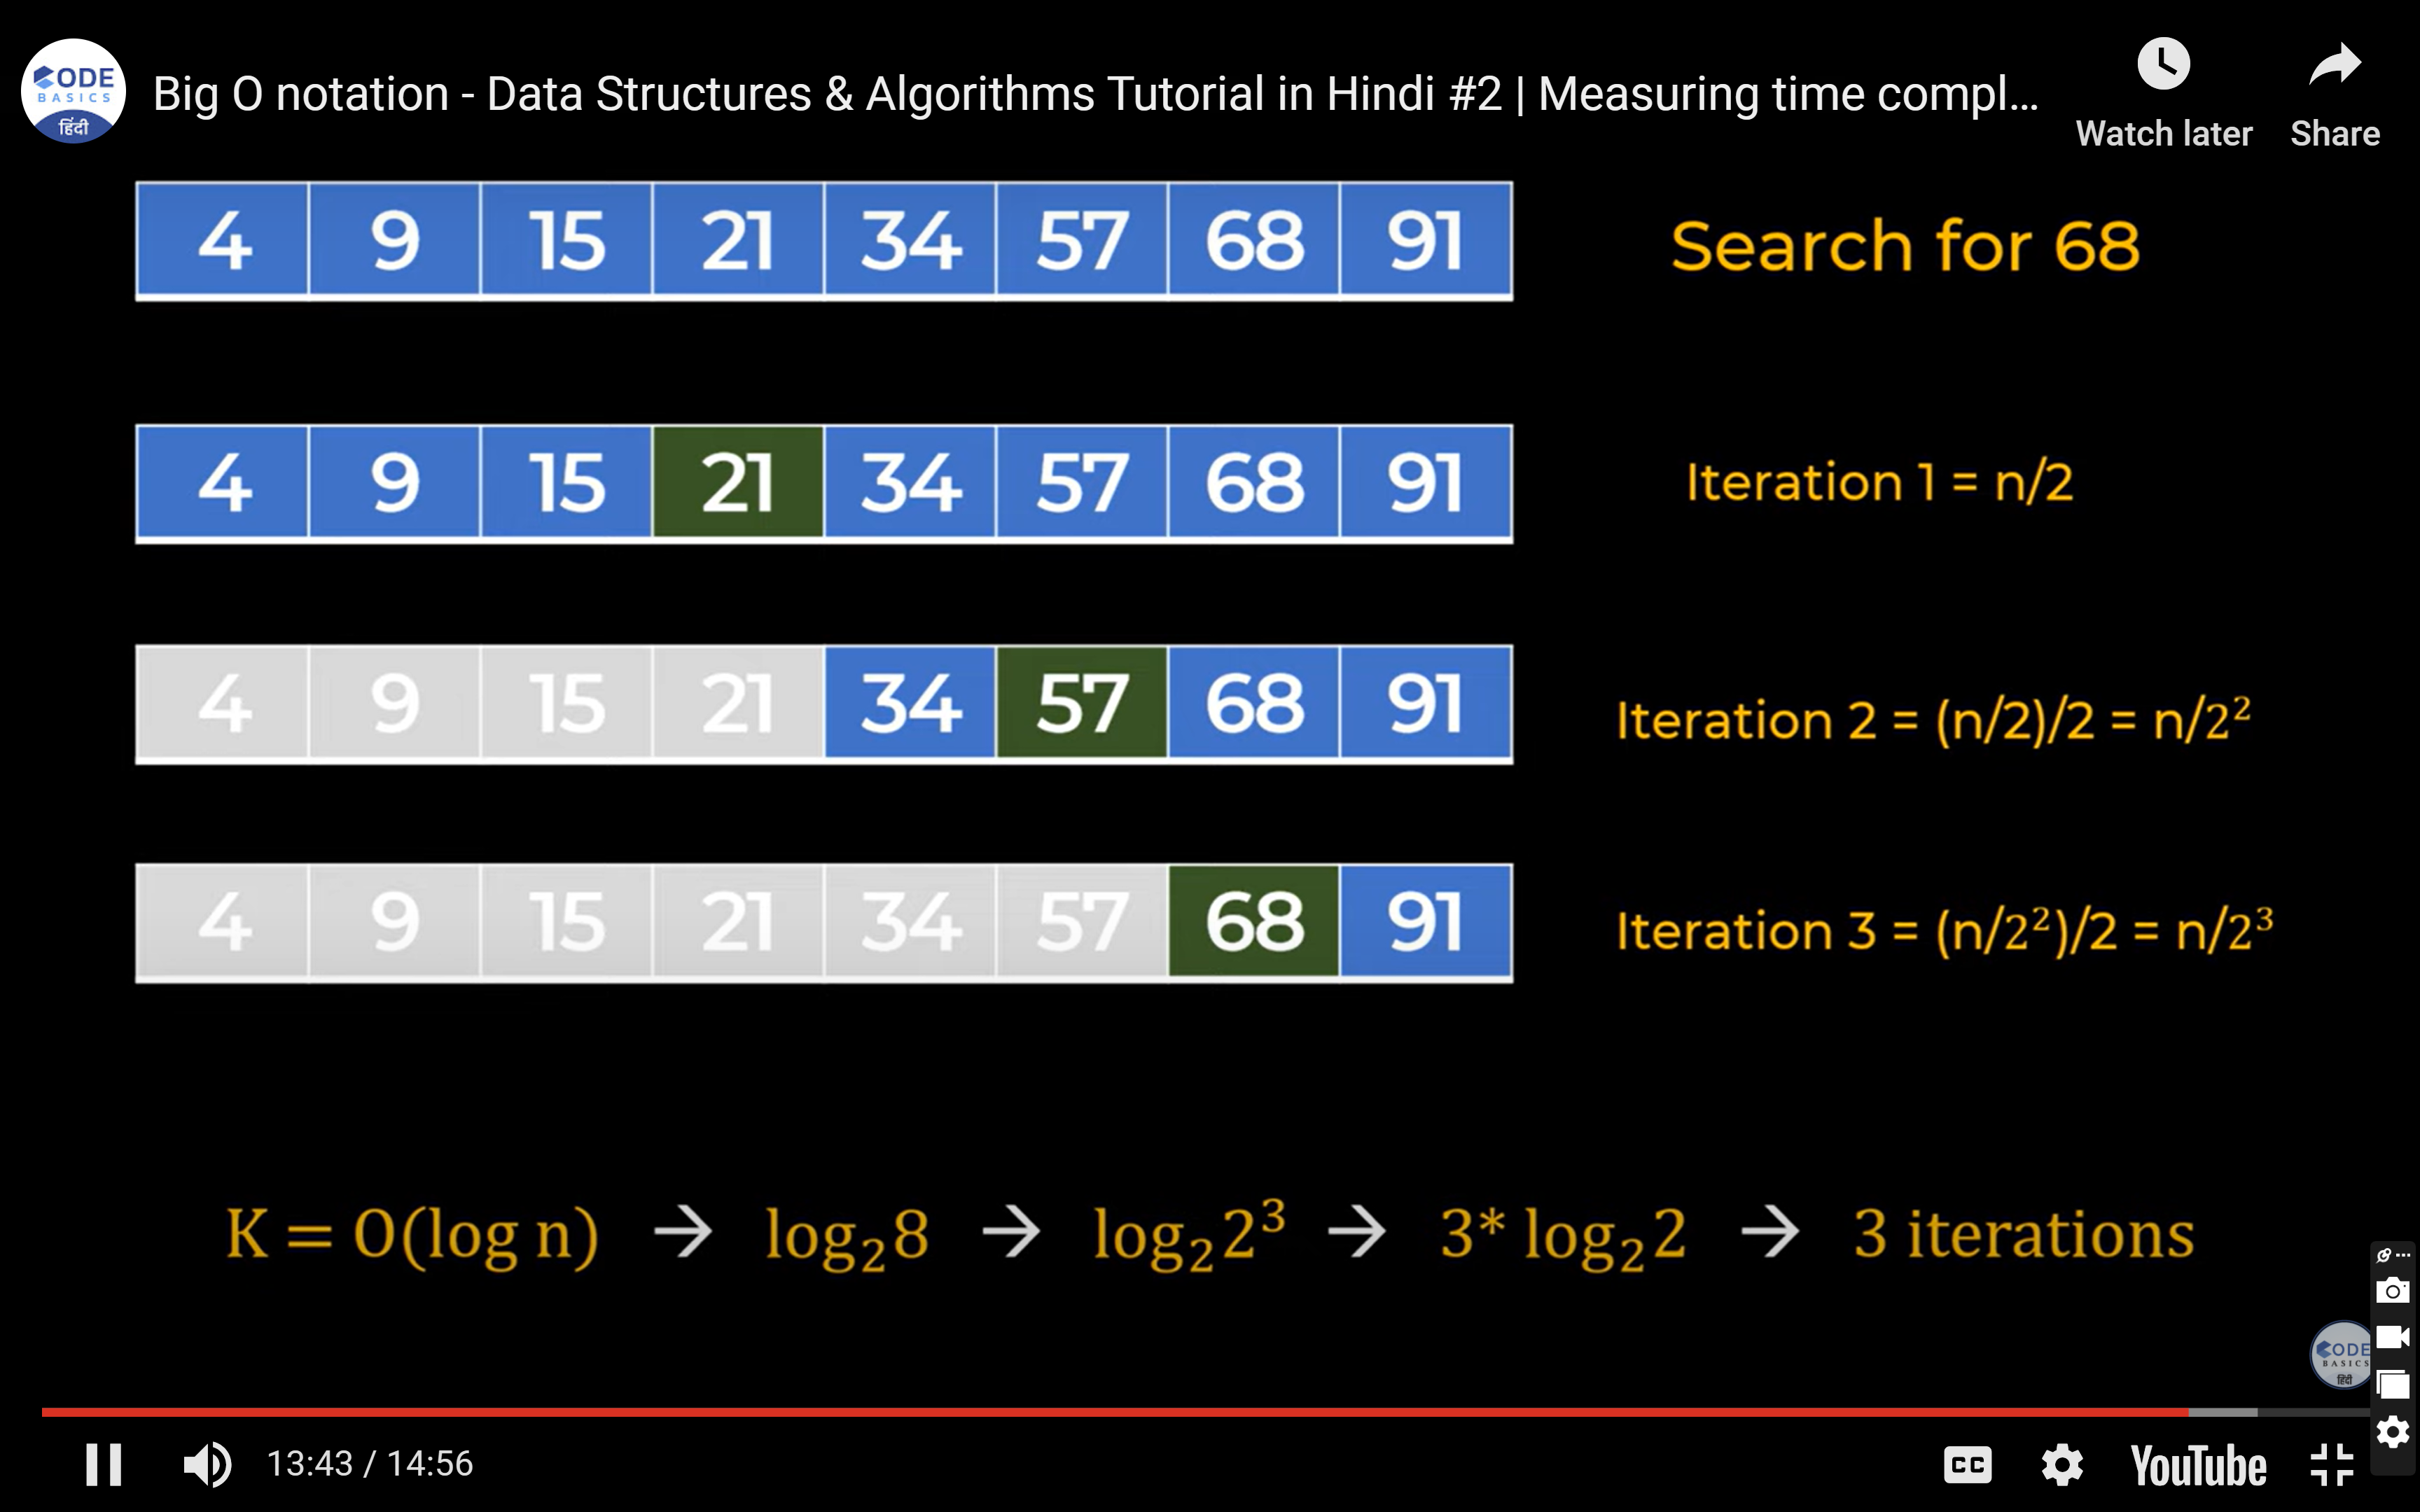 CODE
BASICS
हिंदी
Big O notation - Data Structures & Algorithms Tutorial in Hindi #2 | Measuring time compl...
Watch later
Share
4 9 15 21 34 57 68 91
Search for 68
4 9 15 21 34 57 68 91
Iteration 1 = n/2
4 9 15 21 34 57 68 91
Iteration 2 = (n/2)/2 = n/2²
4 9 15 21 34 57 68 91
Iteration 3 = (n/2²)/2 = n/2³
K = O(log n) → log₂8 → log₂2³ → 3* log₂2 → 3 iterations
CODE
BASICS
हिंदी
13:43 / 14:56
CC
YouTube